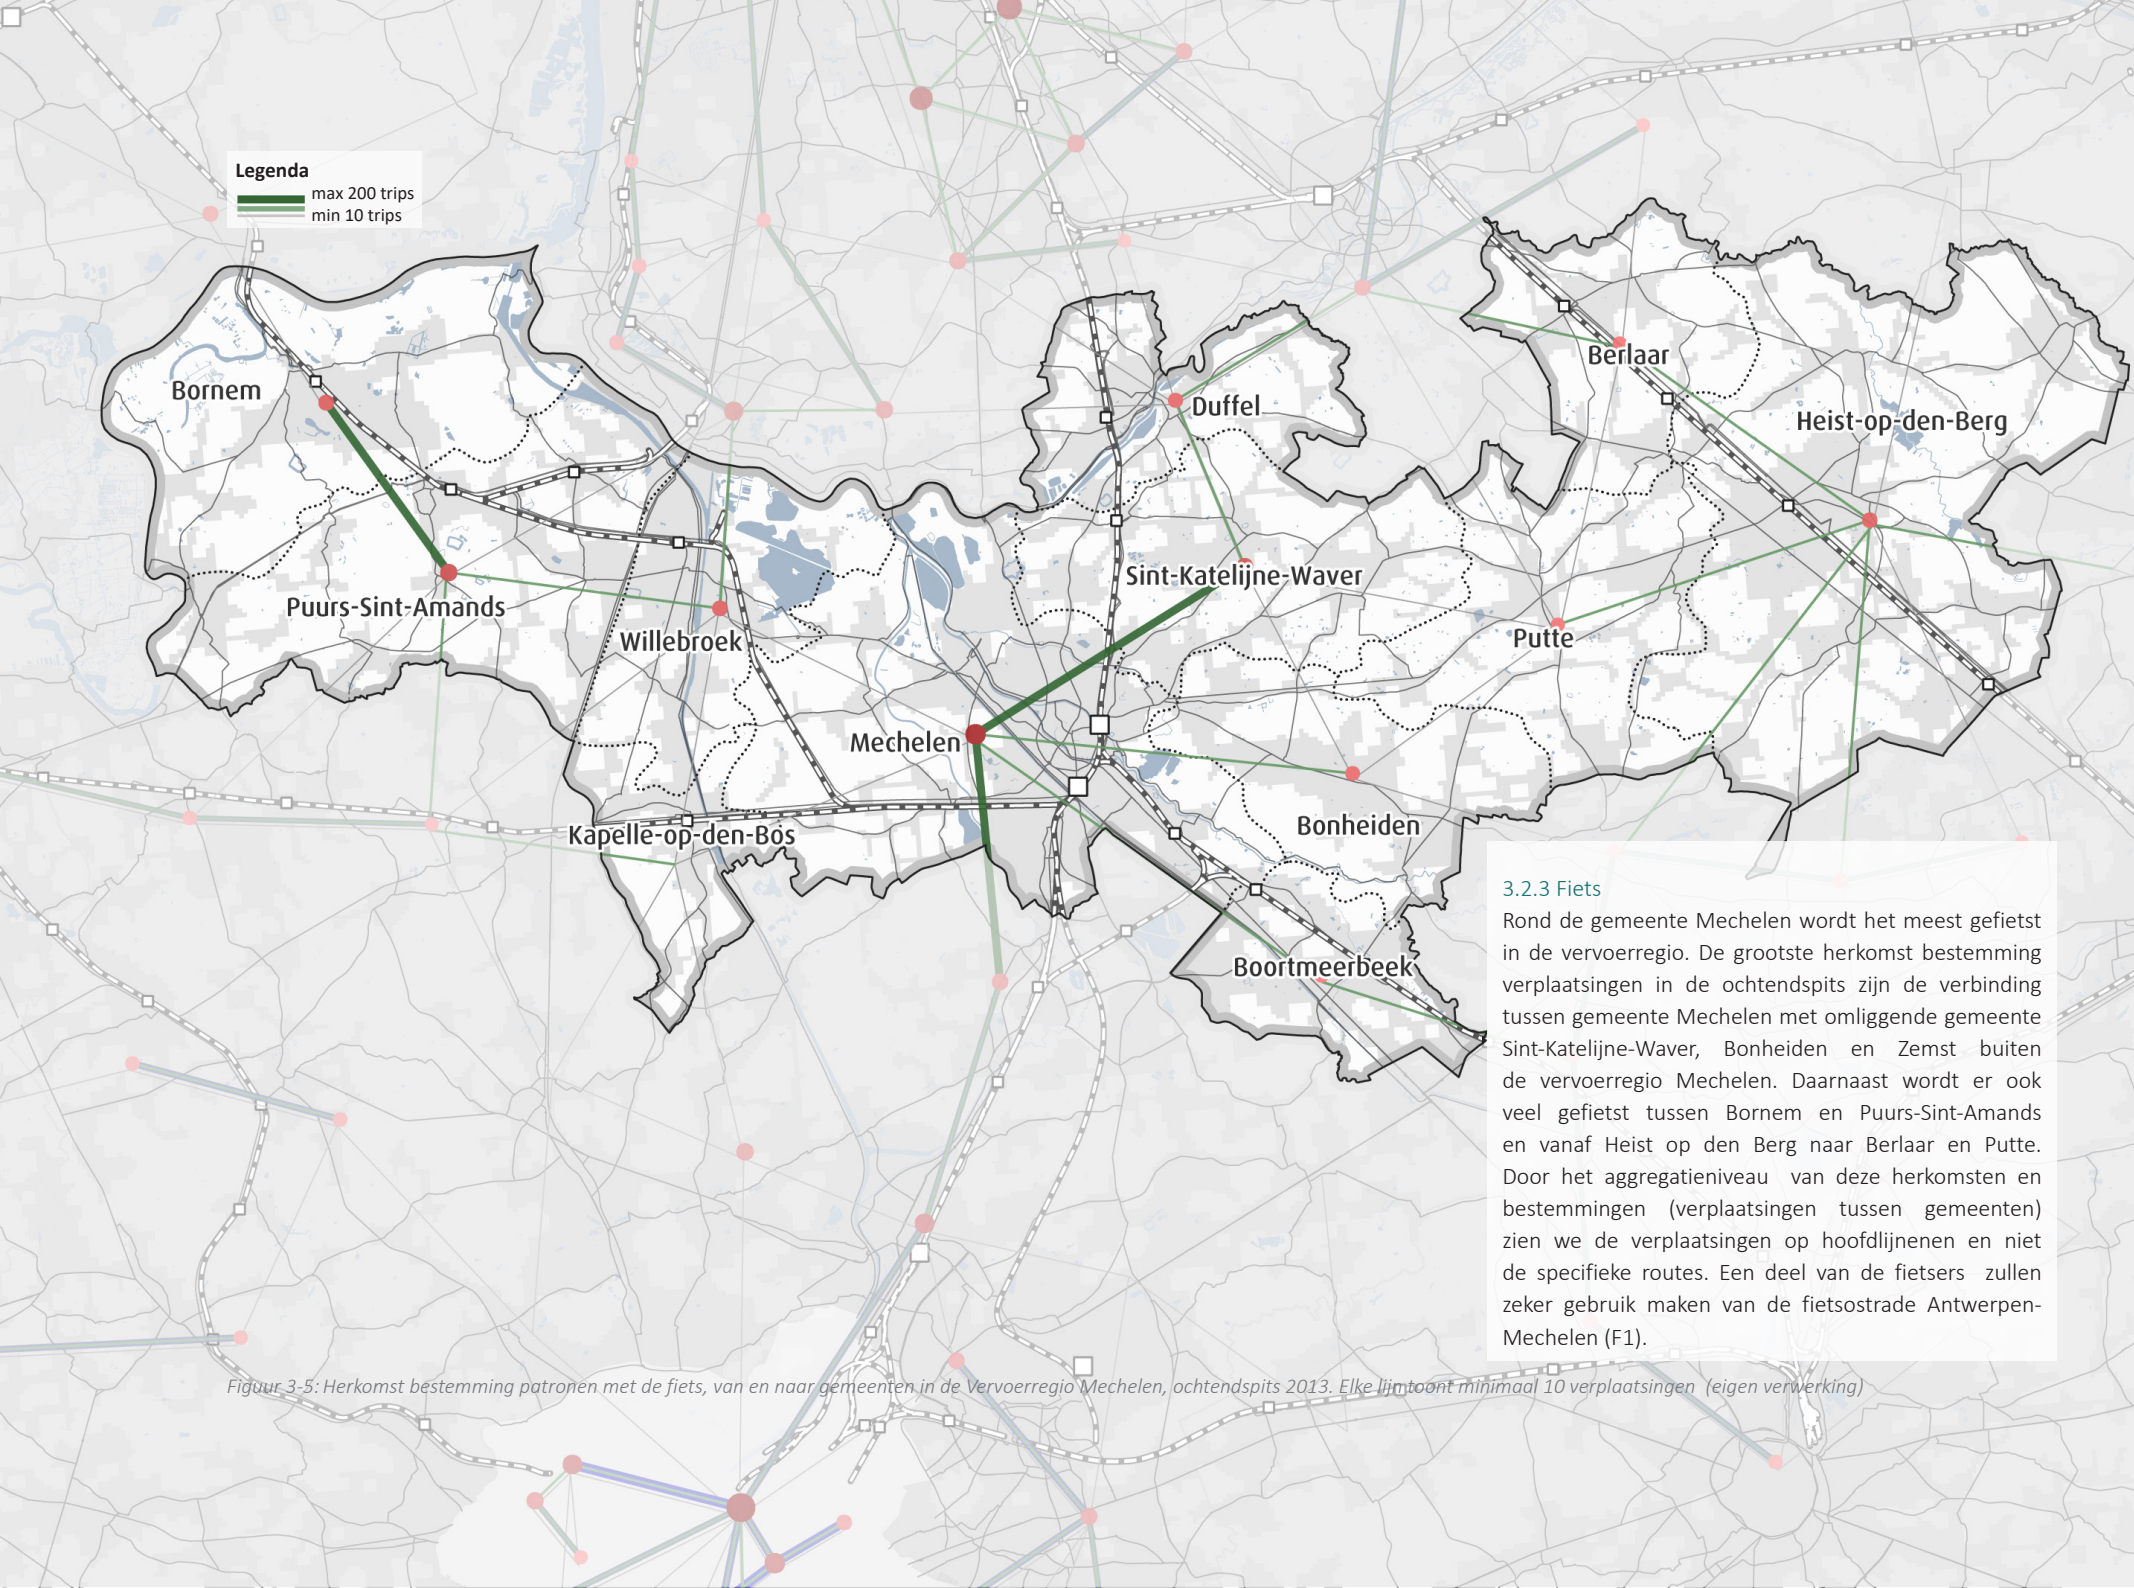 Legenda
max 200 trips
min 10 trips
Bornem
Berlaar
Duffel
Heist-op-den-Berg
Sint-Katelijne-Waver
Puurs-Sint-Amands
Willebroek
Putte
Mechelen
Kapelle-op-den-Bos
Bonheiden
Boortmeerbeek
3.2.3 Fiets
Rond de gemeente Mechelen wordt het meest gefietst
in de vervoerregio. De grootste herkomst bestemming
verplaatsingen in de ochtendspits zijn de verbinding
tussen gemeente Mechelen met omliggende gemeente
Sint-Katelijne-Waver, Bonheiden en Zemst buiten
de vervoerregio Mechelen. Daarnaast wordt er ook
veel gefietst tussen Bornem en Puurs-Sint-Amands
en vanaf Heist op den Berg naar Berlaar en Putte.
Door het aggregatieniveau van deze herkomsten en
bestemmingen (verplaatsingen tussen gemeenten)
zien we de verplaatsingen op hoofdlijnenen en niet
de specifieke routes. Een deel van de fietsers zullen
zeker gebruik maken van de fietsostrade Antwerpen-
Mechelen (F1).
Figuur 3-5: Herkomst bestemming patronen met de fiets, van en naar gemeenten in de Vervoerregio Mechelen, ochtendspits 2013. Elke lijn toont minimaal 10 verplaatsingen (eigen verwerking)